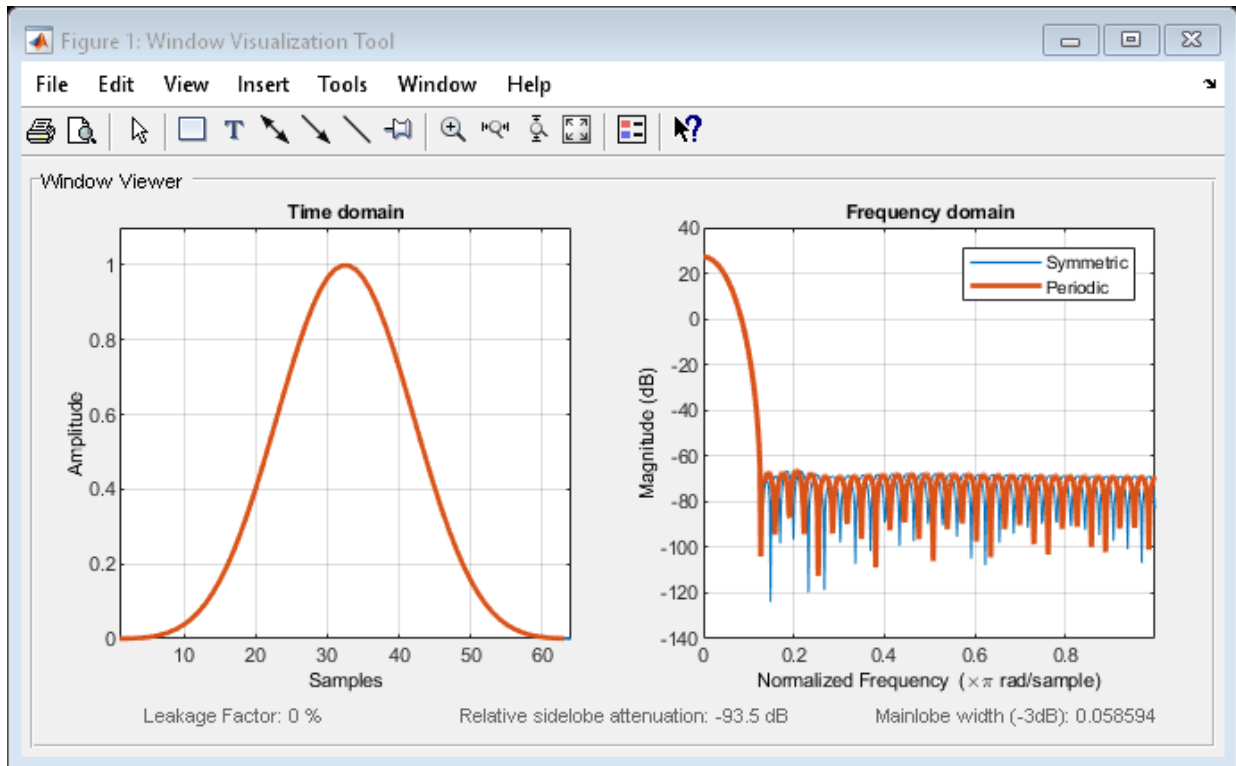 Figure 1: Window Visualization Tool
File Edit View Insert Tools Window Help
Window Viewer
Time domain
1
0.8
0.6
0.4
0.2
0
Amplitude
10 20 30 40 50 60
Samples
Frequency domain
40
20
0
-20
-40
-60
-80
-100
-120
-140
Magnitude (dB)
Symmetric
Periodic
0 0.2 0.4 0.6 0.8
Normalized Frequency (×π rad/sample)
Leakage Factor: 0 % Relative sidelobe attenuation: -93.5 dB Mainlobe width (-3dB): 0.058594